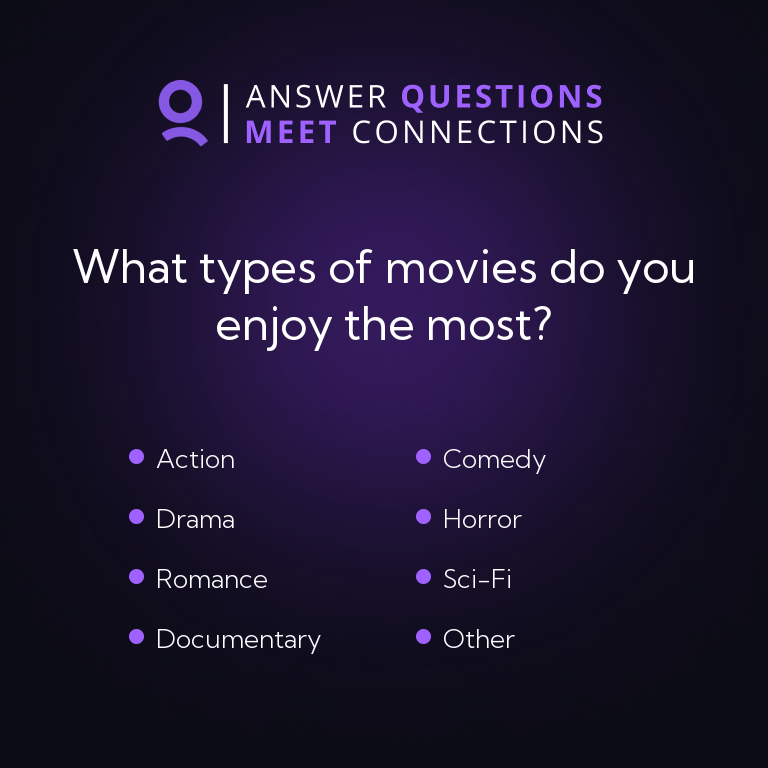 ANSWER QUESTIONS
MEET CONNECTIONS
What types of movies do you
enjoy the most?
Action
Comedy
Drama
Horror
Romance
Sci-Fi
Documentary
Other